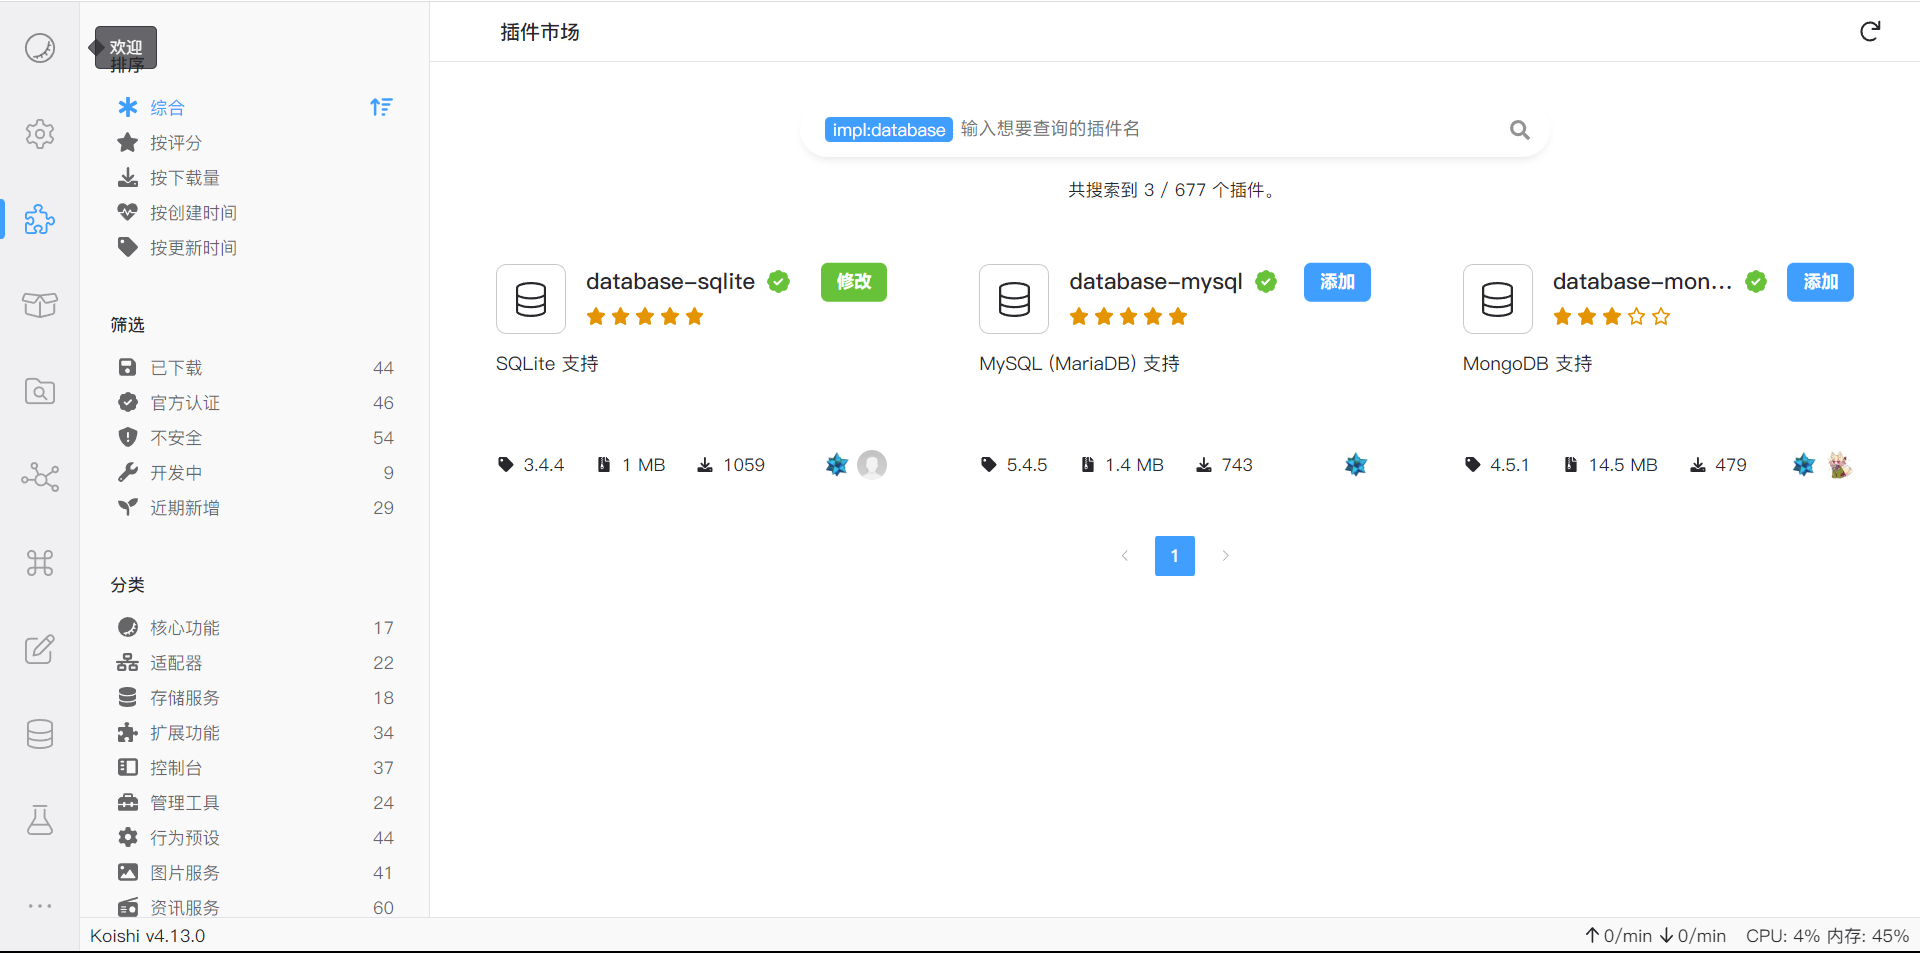 欢迎
排序
综合
按评分
按下载量
按创建时间
按更新时间
筛选
已下载 44
官方认证 46
不安全 54
开发中 9
近期新增 29
分类
核心功能 17
适配器 22
存储服务 18
扩展功能 34
控制台 37
管理工具 24
行为预设 44
图片服务 41
资讯服务 60
插件市场
impl:database 输入想要查询的插件名
共搜索到 3 / 677 个插件。
database-sqlite 修改
SQLite 支持
3.4.4 1 MB 1059
database-mysql 添加
MySQL (MariaDB) 支持
5.4.5 1.4 MB 743
database-mon... 添加
MongoDB 支持
4.5.1 14.5 MB 479
1
Koishi v4.13.0
0/min 0/min CPU: 4% 内存: 45%